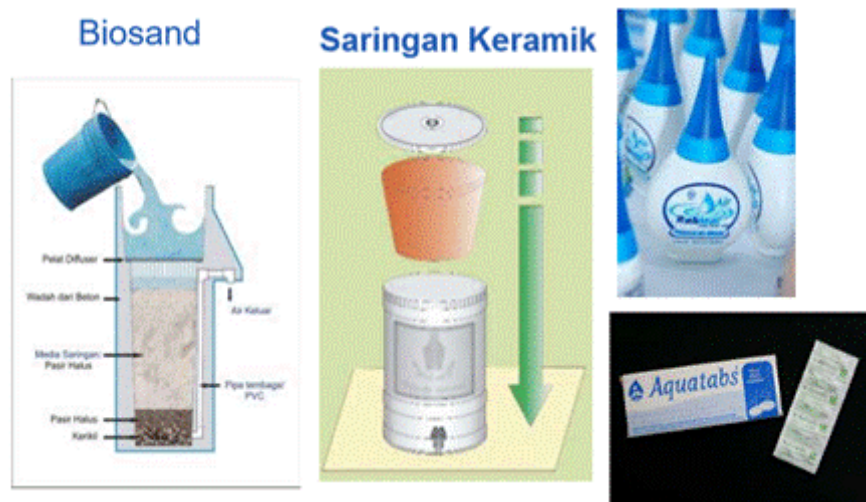 Biosand
Saringan Keramik
Pelat Diffuser
Wadah dari Beton
Air Keluar
Media Saringan:
Pasir Halus
Pipa tembaga/
PVC
Pasir Halus
Kerikil
Air
Aquatabs